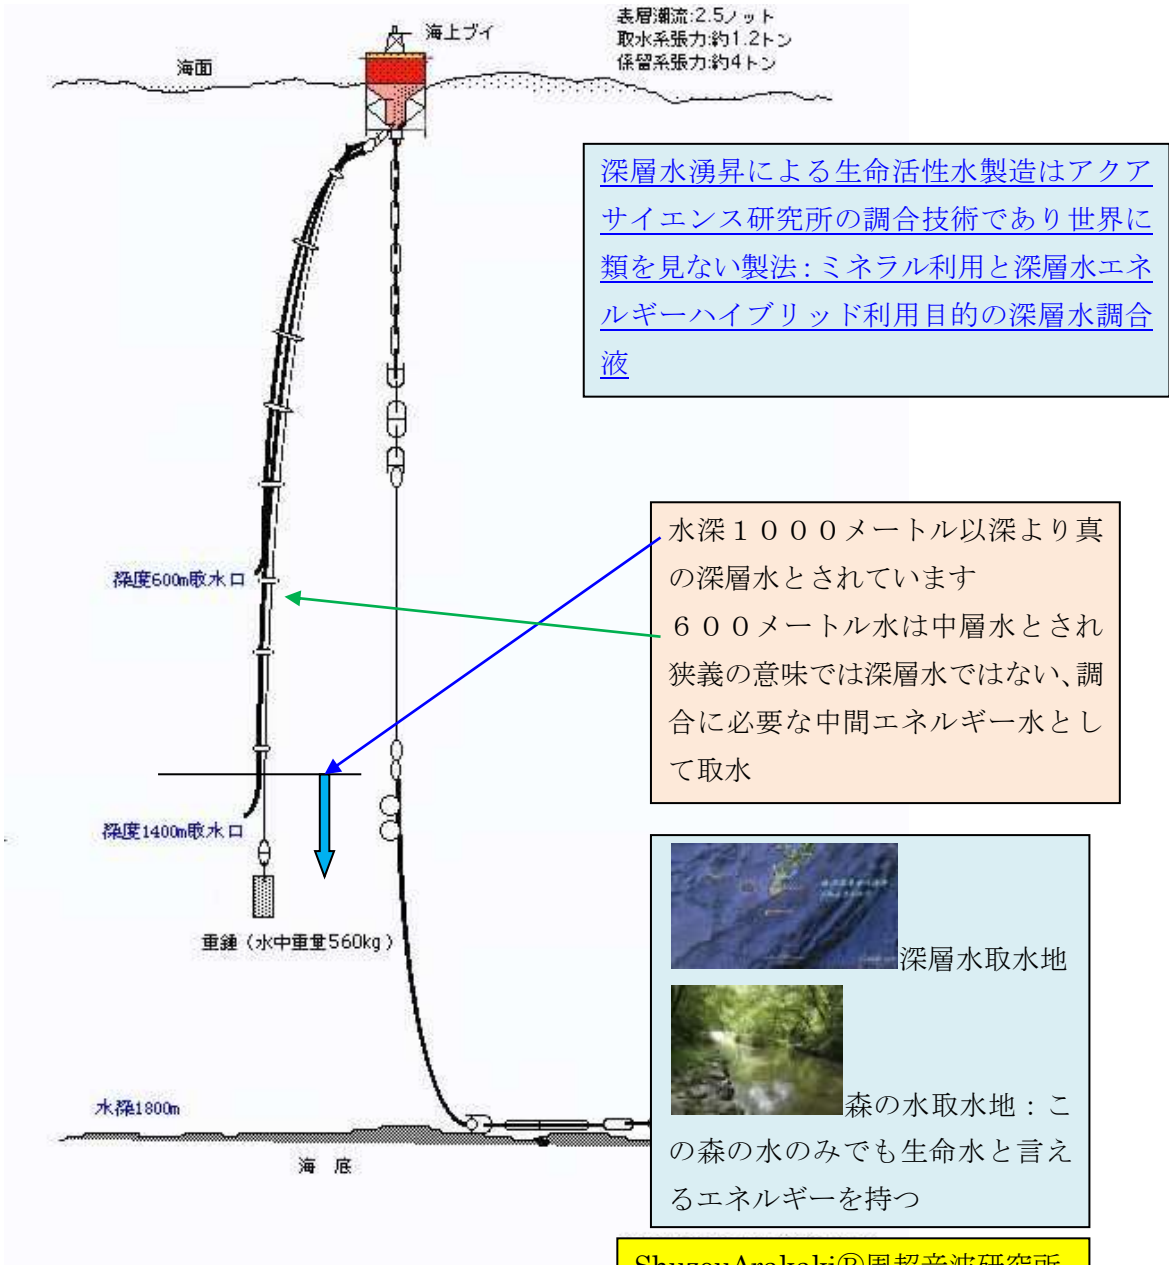 表層潮流:2.5ノット
取水系張力:約1.2トン
係留系張力:約4トン
海上ブイ
海面
深層水湧昇による生命活性水製造はアクア
サイエンス研究所の調合技術であり世界に
類を見ない製法：ミネラル利用と深層水エネ
ルギーハイブリッド利用目的の深層水調合
液
水深１０００メートル以深より真
の深層水とされています
６００メートル水は中層水とされ
狭義の意味では深層水ではない、調
合に必要な中間エネルギー水とし
て取水
深度600m取水口
深度1400m取水口
重錘（水中重量560kg）
深層水取水地
森の水取水地：こ
の森の水のみでも生命水と言え
るエネルギーを持つ
水深1800m
海 底